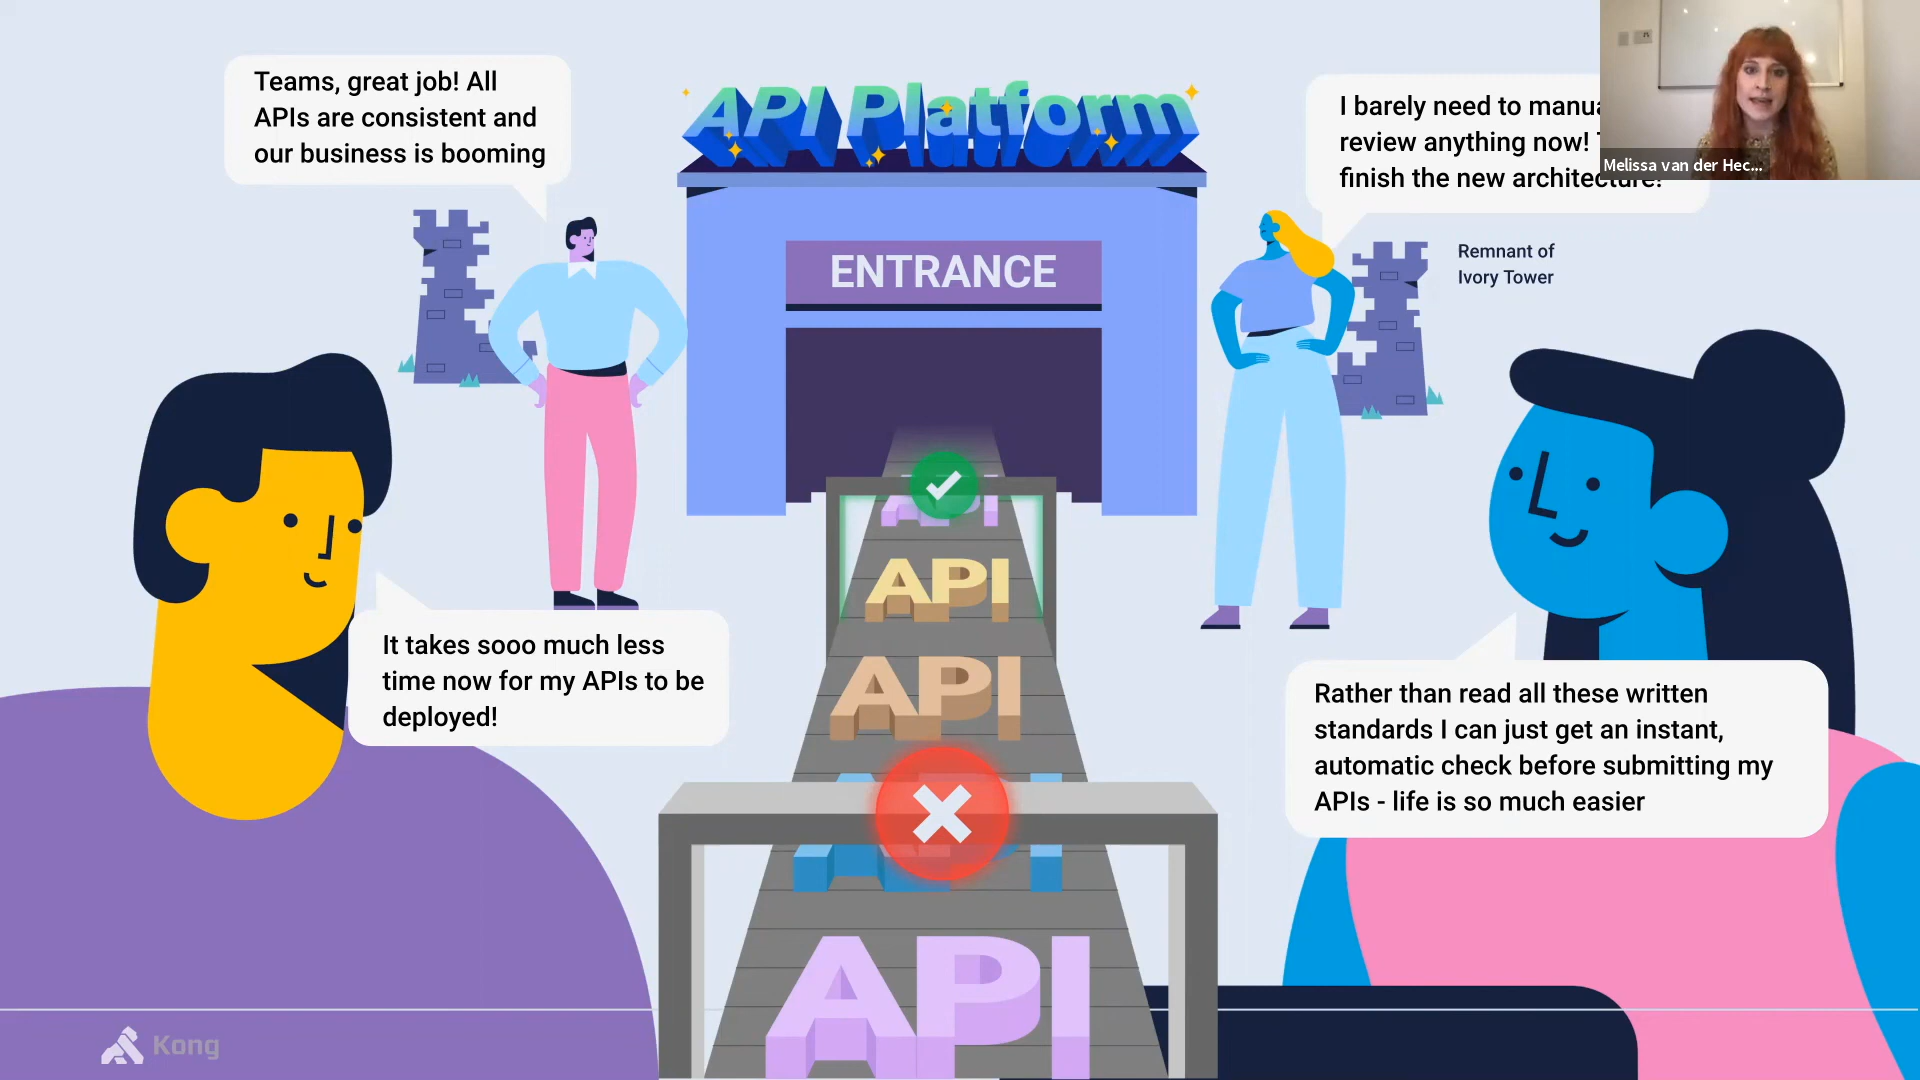 Teams, great job! All
APIs are consistent and
our business is booming
API Platform
I barely need to
review anything now!
finish the new architecture!
Melissa van der Hec...
ENTRANCE
Remnant of
Ivory Tower
API
API
API
It takes sooo much less
time now for my APIs to be
deployed!
Rather than read all these written
standards I can just get an instant,
automatic check before submitting my
APIs - life is so much easier
API
API
Kong